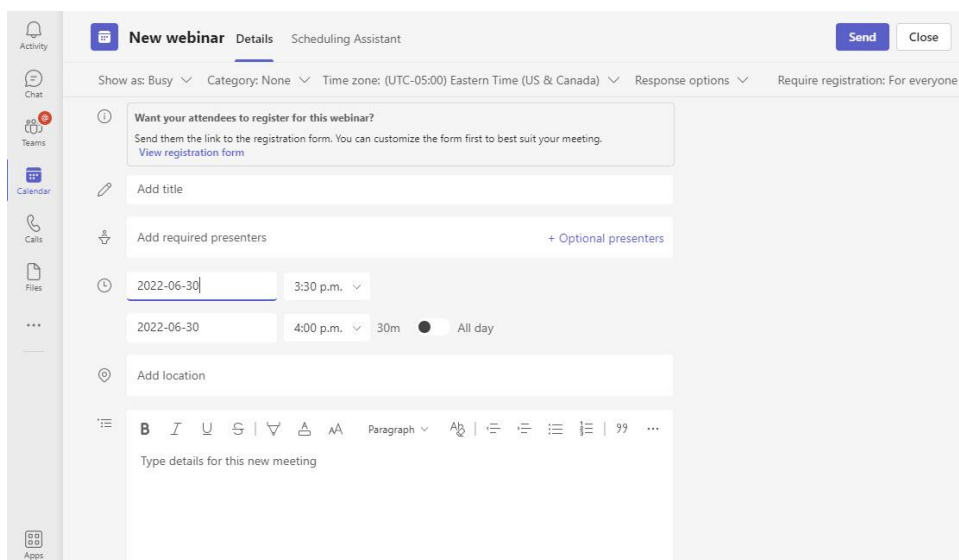 Activity
Chat
@
Teams
Calendar
Calls
Files
Apps
New webinar Details Scheduling Assistant Send Close
Show as: Busy Category: None Time zone: (UTC-05:00) Eastern Time (US & Canada) Response options Require registration: For everyone
Want your attendees to register for this webinar?
Send them the link to the registration form. You can customize the form first to best suit your meeting.
View registration form
Add title
Add required presenters + Optional presenters
2022-06-30 3:30 p.m.
2022-06-30 4:00 p.m. 30m All day
Add location
B I U S A AA Paragraph Ab 99 ...
Type details for this new meeting